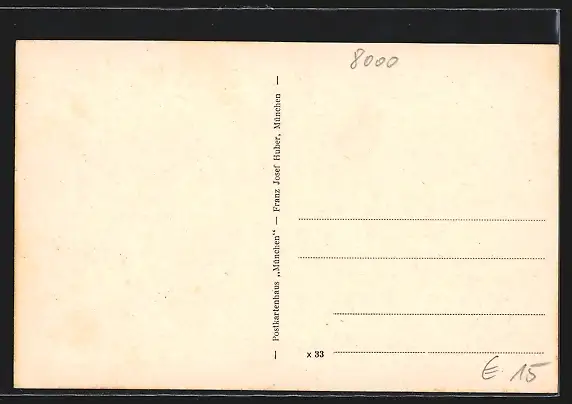 8000
— Postkartenhaus „München“ — Franz Josef Huber, München —
x 33
€ 15